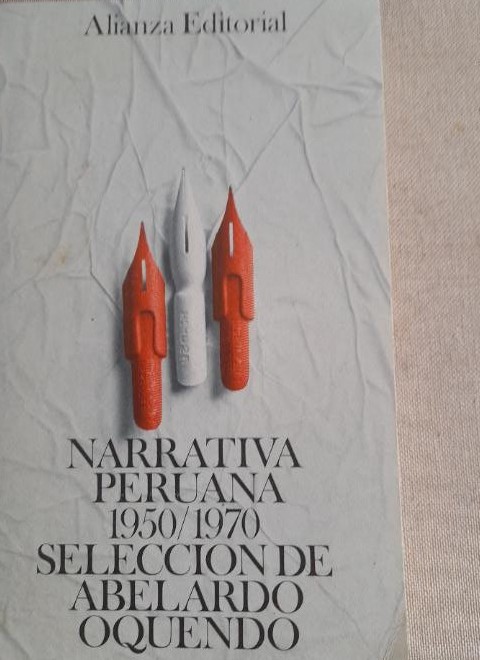 Alianza Editorial
NARRATIVA
PERUANA
1950/1970
SELECCION DE
ABELARDO
OQUENDO